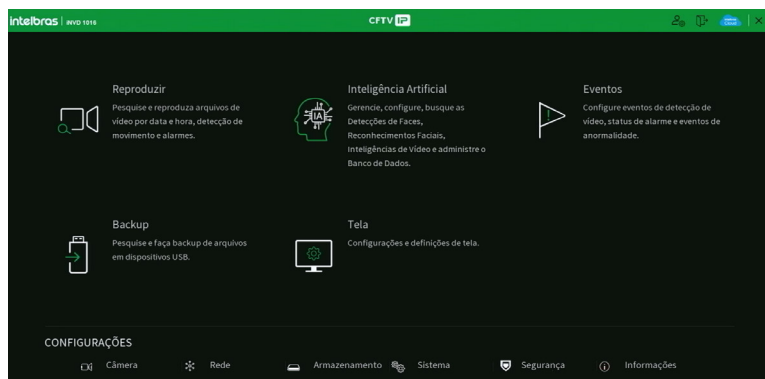 intelbras | iNVD 1016
CFTV IP
Reproduzir
Pesquise e reproduza arquivos de
vídeo por data e hora, detecção de
movimento e alarmes.
IA
Inteligência Artificial
Gerencie, configure, busque as
Detecções de Faces,
Reconhecimentos Faciais,
Inteligências de Vídeo e administre o
Banco de Dados.
Eventos
Configure eventos de detecção de
vídeo, status de alarme e eventos de
anormalidade.
Backup
Pesquise e faça backup de arquivos
em dispositivos USB.
Tela
Configurações e definições de tela.
CONFIGURAÇÕES
Câmera Rede Armazenamento Sistema Segurança Informações